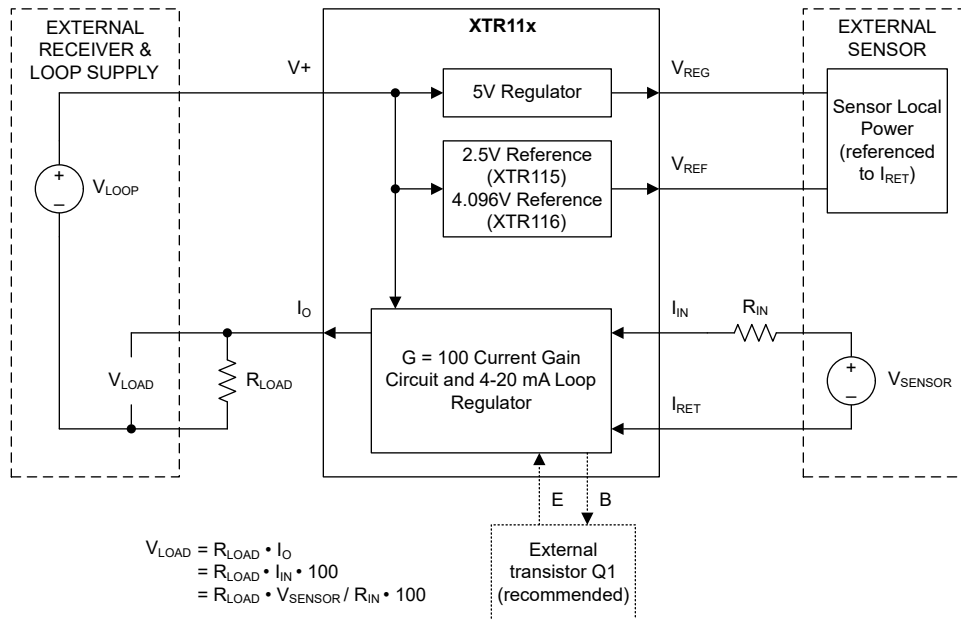 EXTERNAL
RECEIVER &
LOOP SUPPLY
XTR11x
EXTERNAL
SENSOR
V+
5V Regulator
VREG
Sensor Local
Power
(referenced
to IRET)
2.5V Reference
(XTR115)
4.096V Reference
(XTR116)
VREF
+
VLOOP
–
IO
IIN
RIN
G = 100 Current Gain
Circuit and 4-20 mA Loop
Regulator
VLOAD
RLOAD
+
VSENSOR
–
IRET
E
B
VLOAD = RLOAD • IO
= RLOAD • IIN • 100
= RLOAD • VSENSOR / RIN • 100
External
transistor Q1
(recommended)